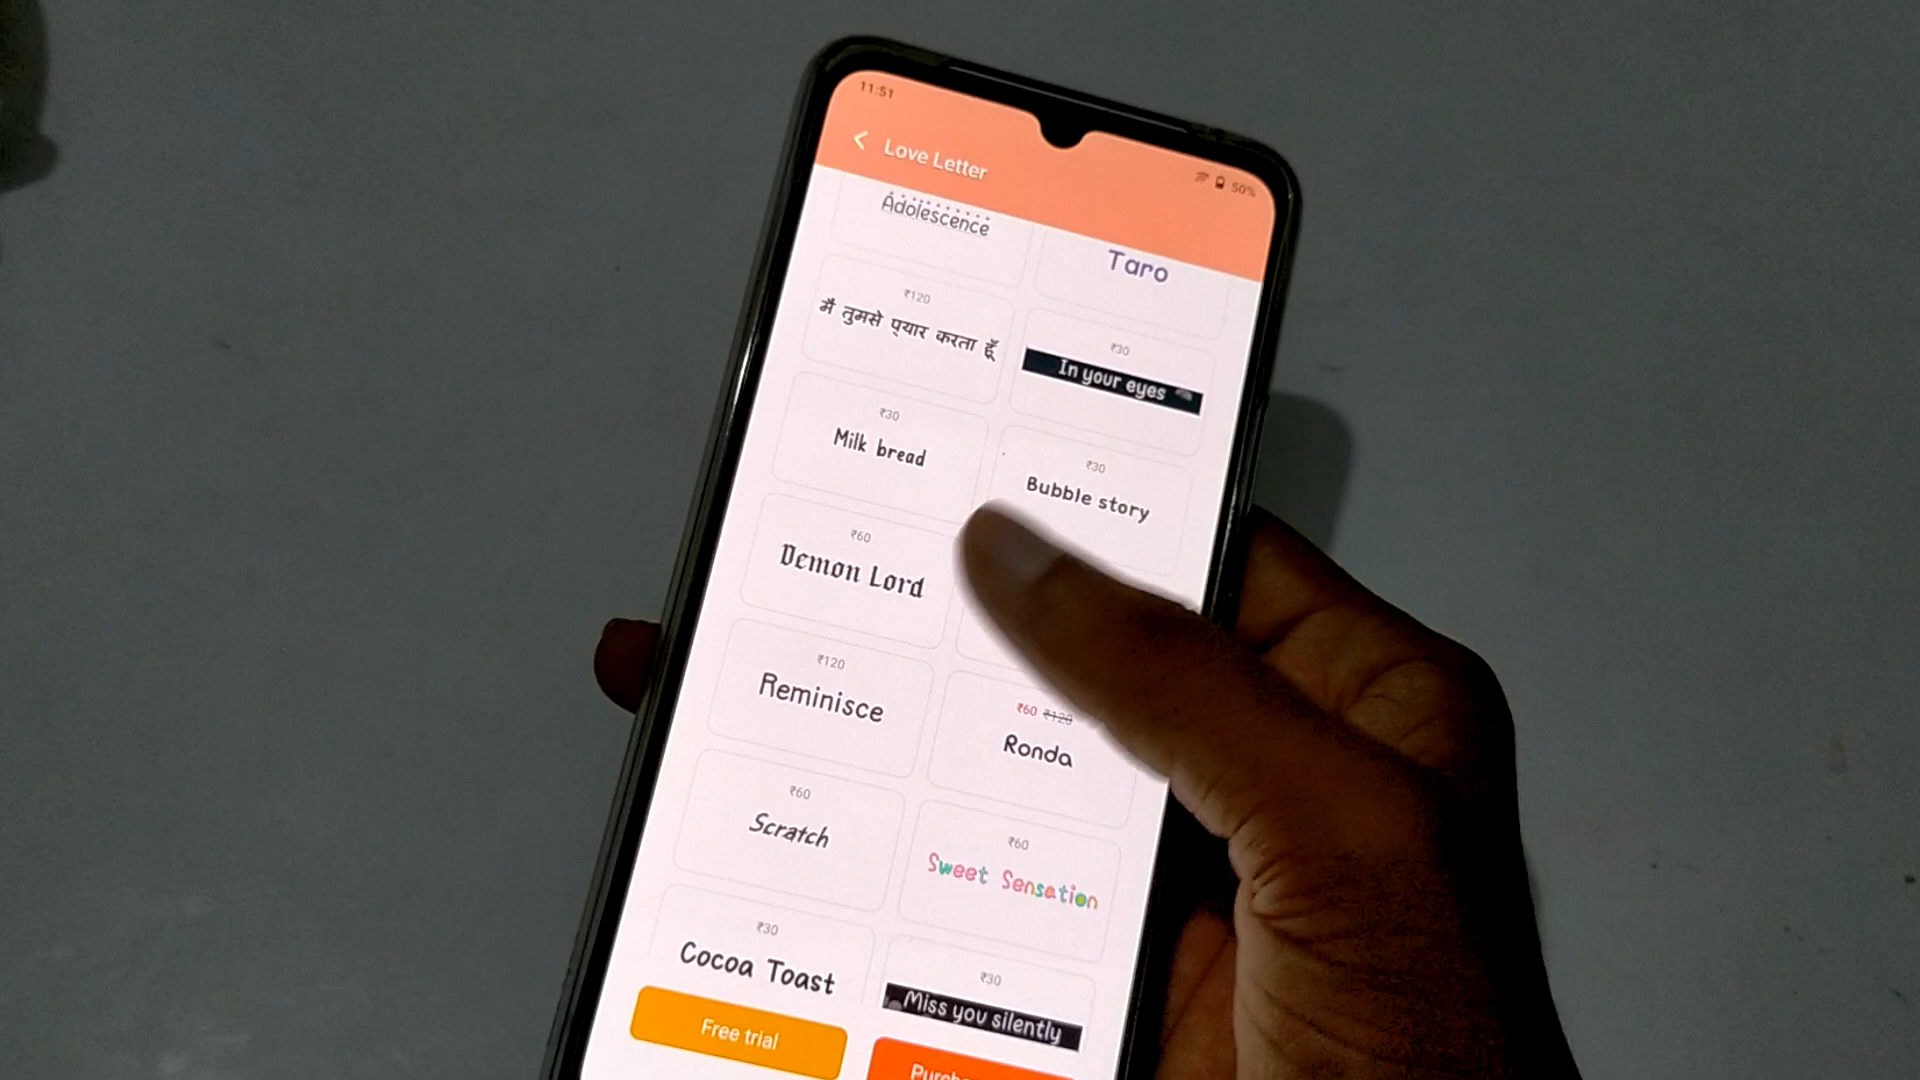 11:51
50%
Love Letter
Adolescence
Taro
₹120
मैं तुमसे प्यार करता हूँ
₹30
In your eyes
₹30
Milk bread
₹30
Bubble story
₹60
Demon Lord
₹120
Reminisce
₹60 ₹120
Ronda
₹60
Scratch
₹60
Sweet Sensation
₹30
Cocoa Toast
₹30
Miss you silently
Free trial